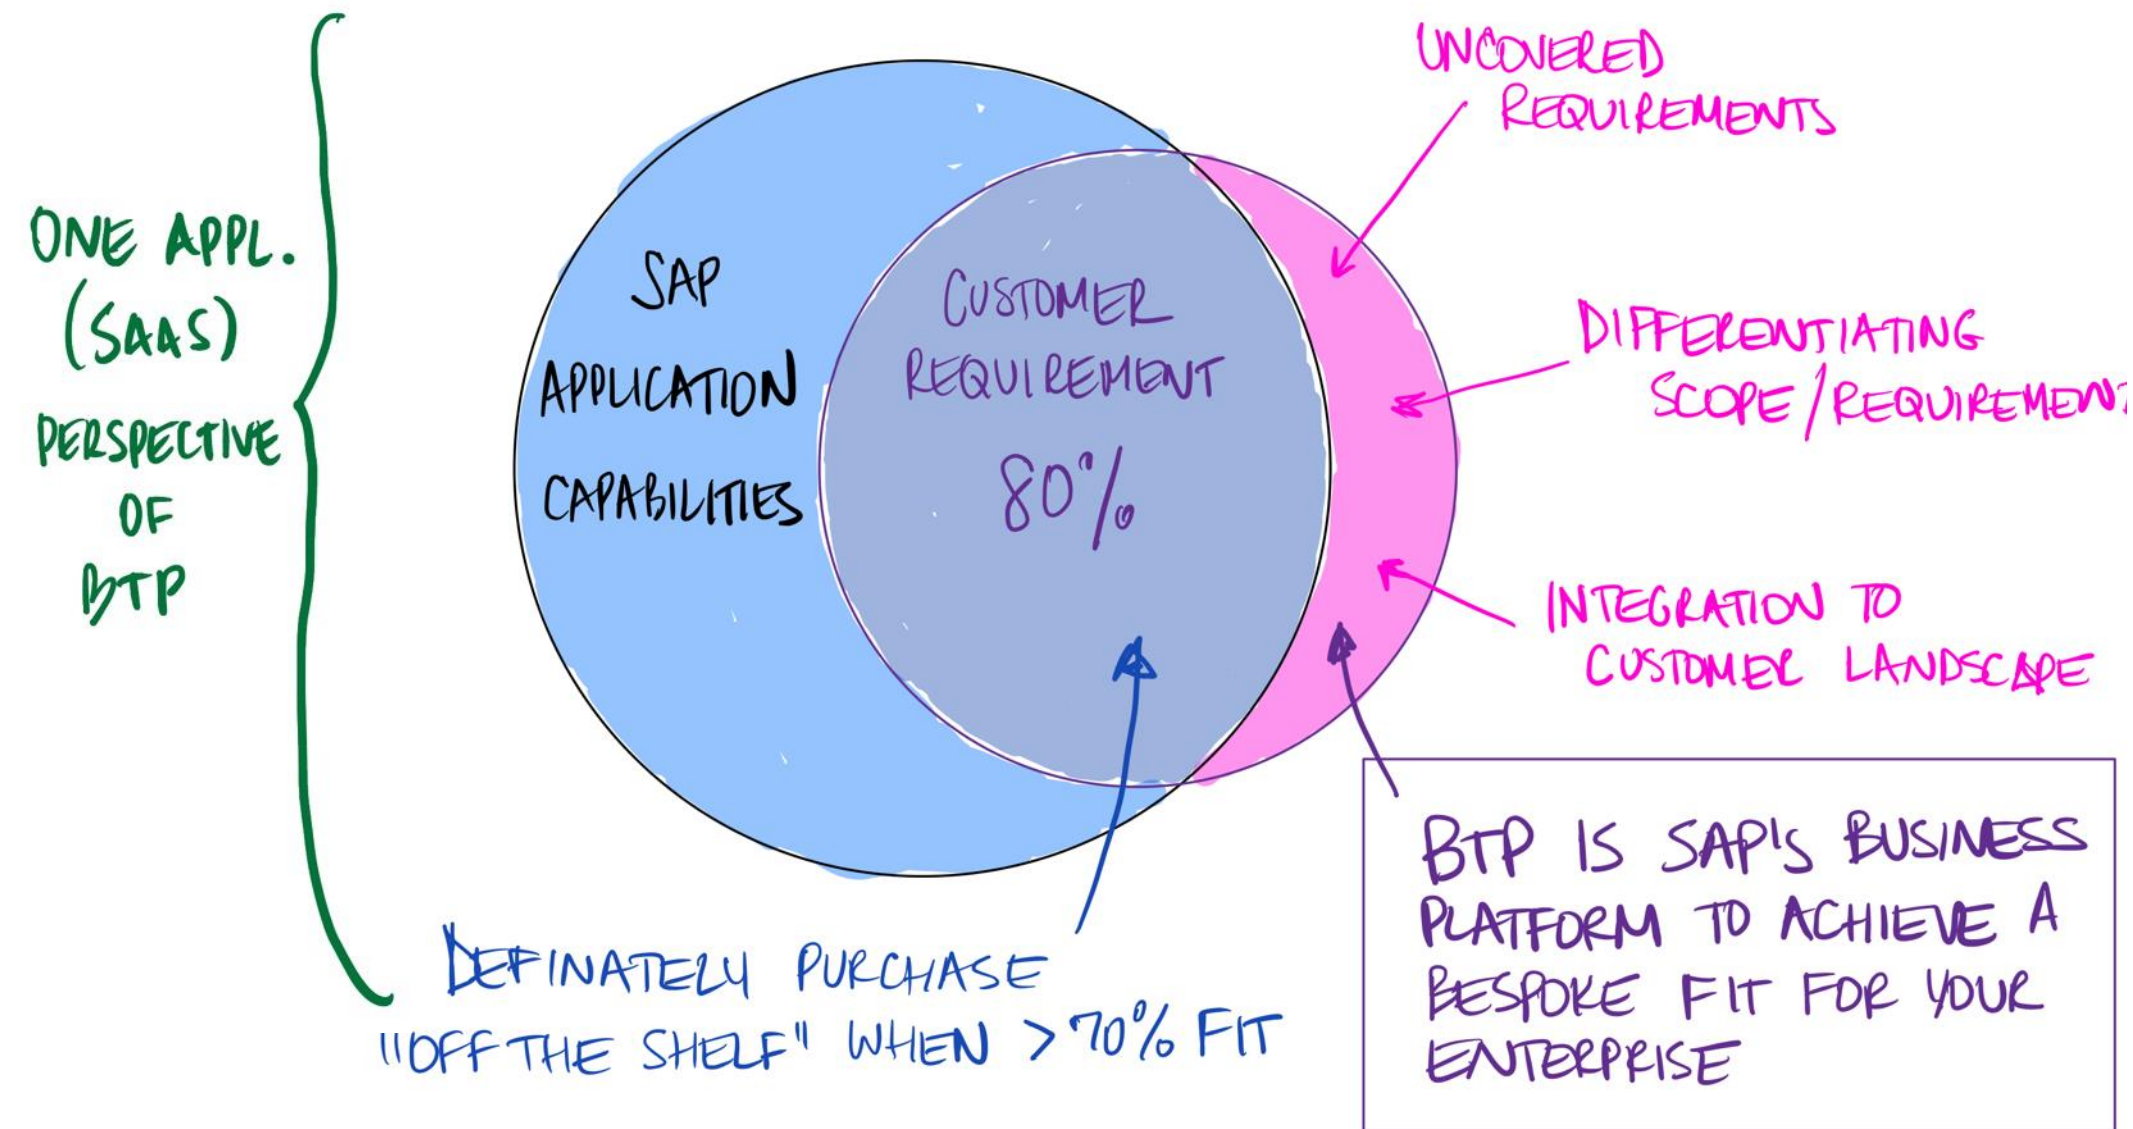 ONE APPL.
(SAAS)
PERSPECTIVE
OF
BTP
SAP
APPLICATION
CAPABILITIES
CUSTOMER
REQUIREMENT
80%
UNCOVERED
REQUIREMENTS
DIFFERENTIATING
SCOPE/REQUIREMENT
INTEGRATION TO
CUSTOMER LANDSCAPE
DEFINATELY PURCHASE
"OFF THE SHELF" WHEN >70% FIT
BTP IS SAP'S BUSINESS
PLATFORM TO ACHIEVE A
BESPOKE FIT FOR YOUR
ENTERPRISE